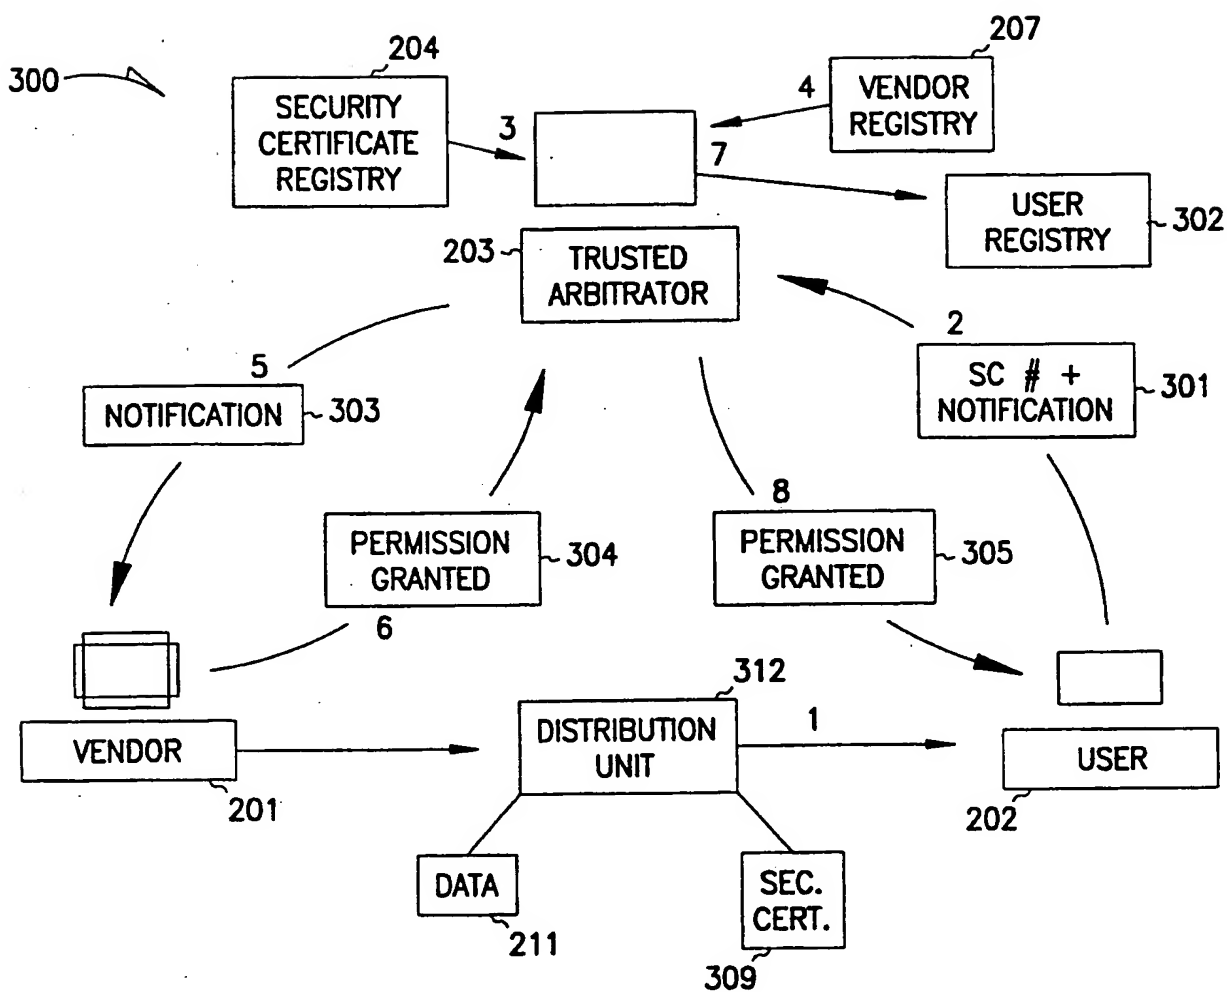 207
204
300
4
VENDOR
REGISTRY
SECURITY
CERTIFICATE
REGISTRY
3
7
USER
REGISTRY
302
203
TRUSTED
ARBITRATOR
2
5
SC # +
NOTIFICATION
301
NOTIFICATION
303
8
PERMISSION
GRANTED
304
PERMISSION
GRANTED
305
6
312
DISTRIBUTION
UNIT
1
VENDOR
USER
201
202
DATA
SEC.
CERT.
211
309